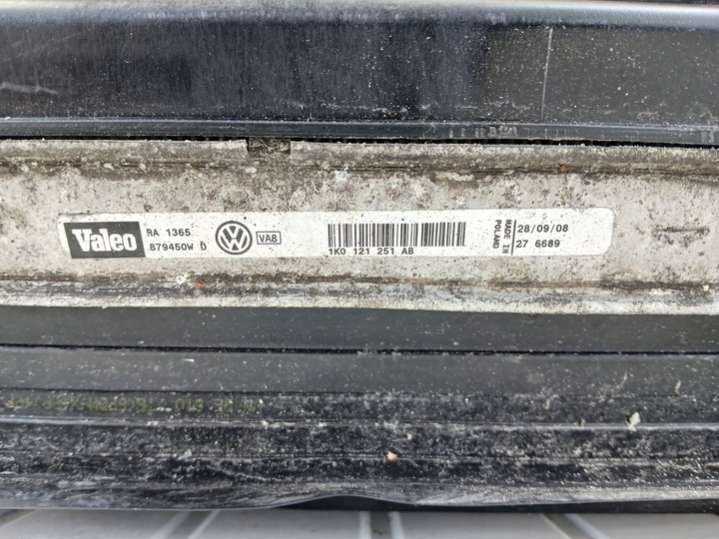 Valeo
RA 1365
879450W D
VA8
1K0 121 251 AB
MADE IN
POLAND
28/09/08
27 6689